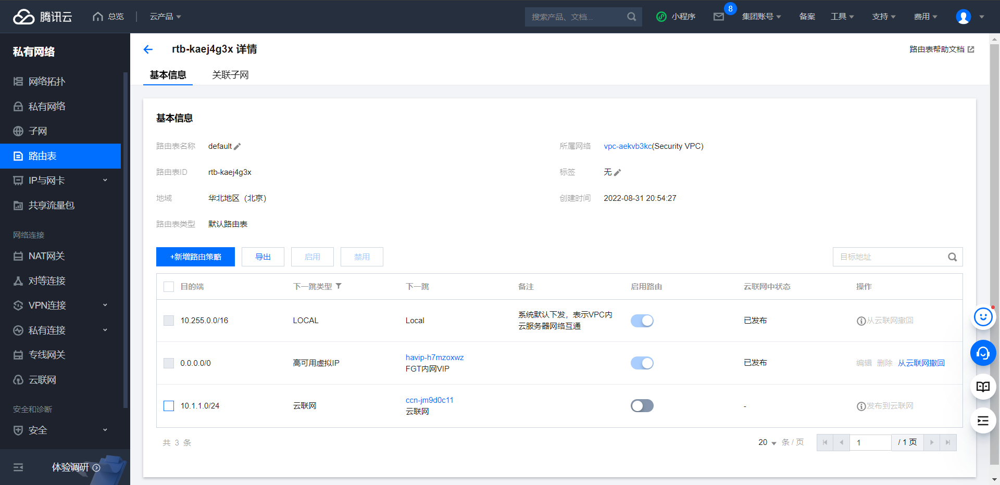 腾讯云
总览
云产品
搜索产品、文档...
小程序
8
集团账号
备案
工具
支持
费用
私有网络
网络拓扑
私有网络
子网
路由表
IP与网卡
共享流量包
网络连接
NAT网关
对等连接
VPN连接
私有连接
专线网关
云联网
安全和诊断
安全
体验调研
rtb-kaej4g3x 详情
路由表帮助文档
基本信息
关联子网
基本信息
路由表名称 default
所属网络 vpc-aekvb3kc(Security VPC)
路由表ID rtb-kaej4g3x
标签 无
地域 华北地区（北京）
创建时间 2022-08-31 20:54:27
路由表类型 默认路由表
+新增路由策略
导出
启用
禁用
目标地址
目的端 下一跳类型 下一跳 备注 启用路由 云联网中状态 操作
10.255.0.0/16 LOCAL Local 系统默认下发，表示VPC内
云服务器网络互通
已发布 从云联网撤回
0.0.0.0/0 高可用虚拟IP havip-h7mzoxwz
FGT内网VIP
已发布 编辑 删除 从云联网撤回
10.1.1.0/24 云联网 ccn-jm9d0c11
云联网
- 发布到云联网
共 3 条
20 条 / 页
1 / 1 页